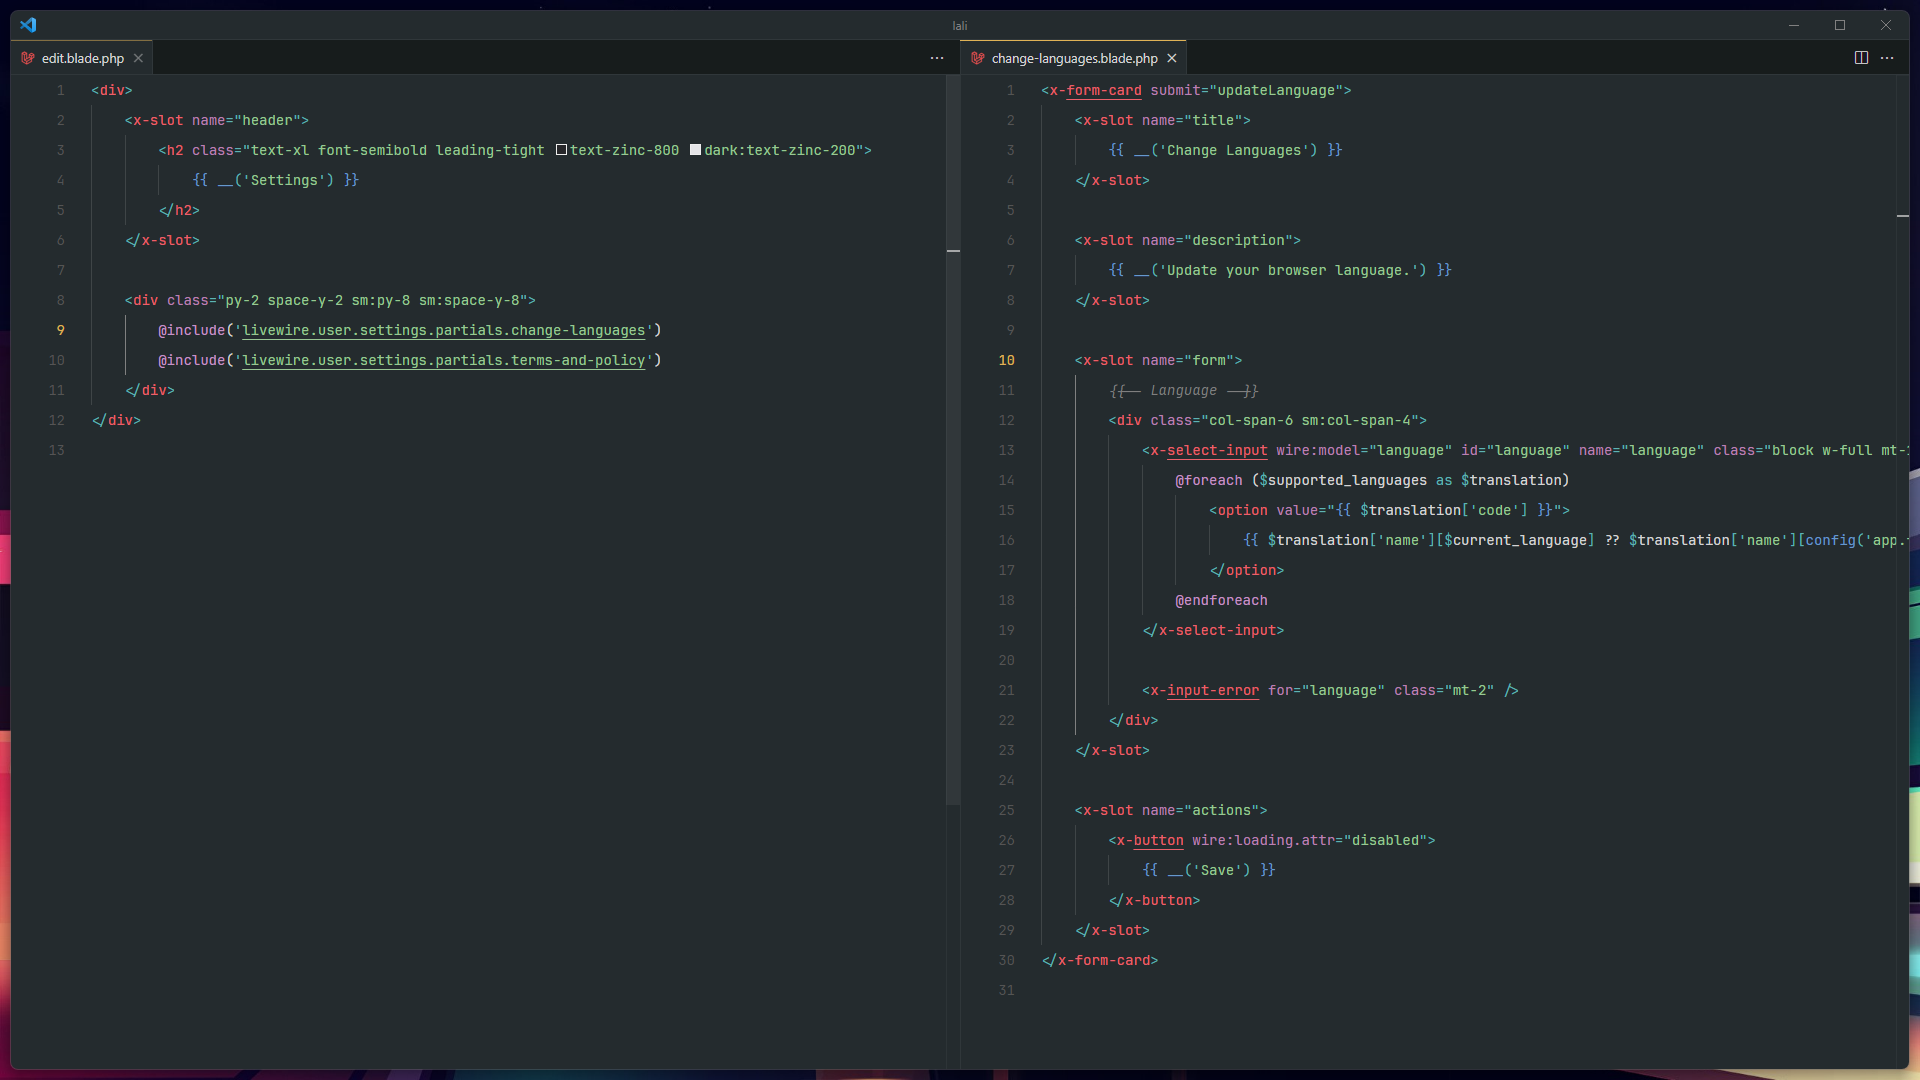 lali
edit.blade.php
1 <div>
2 <x-slot name="header">
3 <h2 class="text-xl font-semibold leading-tight text-zinc-800 dark:text-zinc-200">
4 {{ __('Settings') }}
5 </h2>
6 </x-slot>
7
8 <div class="py-2 space-y-2 sm:py-8 sm:space-y-8">
9 @include('livewire.user.settings.partials.change-languages')
10 @include('livewire.user.settings.partials.terms-and-policy')
11 </div>
12 </div>
13
change-languages.blade.php
1 <x-form-card submit="updateLanguage">
2 <x-slot name="title">
3 {{ __('Change Languages') }}
4 </x-slot>
5
6 <x-slot name="description">
7 {{ __('Update your browser language.') }}
8 </x-slot>
9
10 <x-slot name="form">
11 {{-- Language --}}
12 <div class="col-span-6 sm:col-span-4">
13 <x-select-input wire:model="language" id="language" name="language" class="block w-full mt-
14 @foreach ($supported_languages as $translation)
15 <option value="{{ $translation['code'] }}">
16 {{ $translation['name'][$current_language] ?? $translation['name'][config('app.
17 </option>
18 @endforeach
19 </x-select-input>
20
21 <x-input-error for="language" class="mt-2" />
22 </div>
23 </x-slot>
24
25 <x-slot name="actions">
26 <x-button wire:loading.attr="disabled">
27 {{ __('Save') }}
28 </x-button>
29 </x-slot>
30 </x-form-card>
31